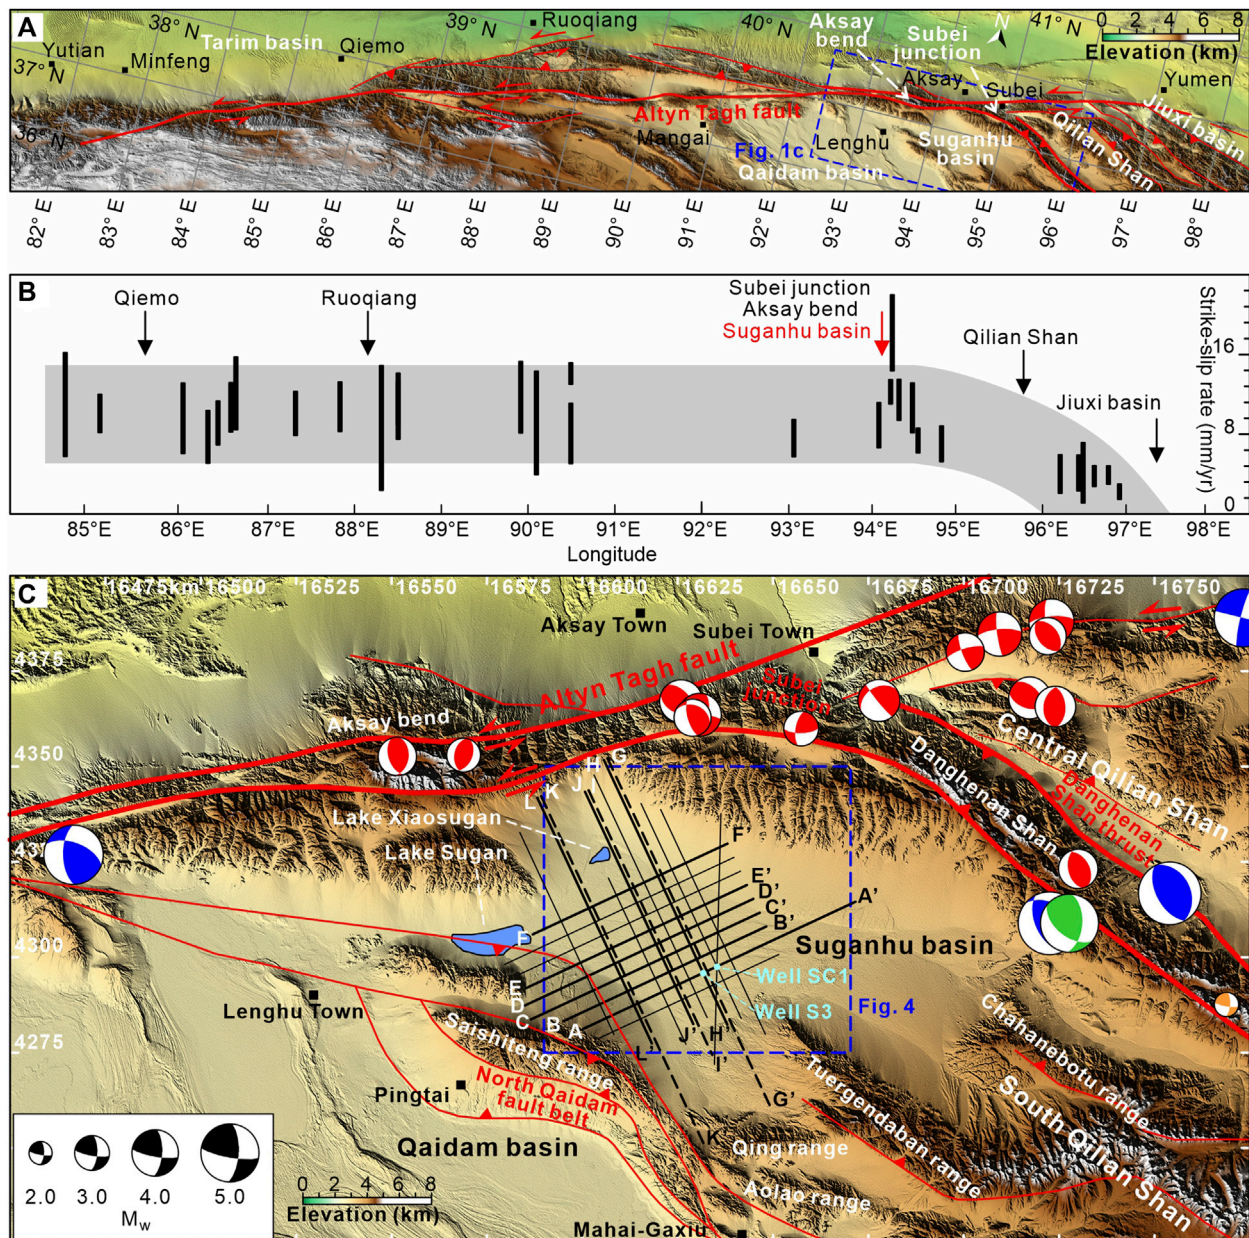 A
38° N
39° N
Ruoqiang
40° N
Aksay
bend
Subei
junction
N
41° N
0 2 4 6 8
Elevation (km)
Yutian
37° N
Minfeng
Tarim basin
Qiemo
Aksay
Subei
Yumen
36° N
Altyn Tagh fault
Mangai
Fig. 1c
Lenghu
Qaidam basin
Suganhu
basin
Qilian Shan
Jiuxi basin
82° E 83° E 84° E 85° E 86° E 87° E 88° E 89° E 90° E 91° E 92° E 93° E 94° E 95° E 96° E 97° E 98° E
B
Qiemo
Ruoqiang
Subei junction
Aksay bend
Suganhu basin
Qilian Shan
Jiuxi basin
Strike-slip rate (mm/yr)
16
8
0
85°E 86°E 87°E 88°E 89°E 90°E 91°E 92°E 93°E 94°E 95°E 96°E 97°E 98°E
Longitude
C
16475km 16500 16525 16550 16575 16600 16625 16650 16675 16700 16725 16750
4375
4350
4300
4275
Aksay Town
Subei Town
Altyn Tagh fault
Subei
junction
Aksay bend
Central Qilian Shan
Danghenan Shan
Danghenan
Shan thrust
G
H
I
J
K
L
Lake Xiaosugan
Lake Sugan
F'
E'
D'
C'
B'
A'
F
Suganhu basin
Well SC1
Well S3
Fig. 4
E
D
C
B
A
L'
J'
H'
I'
G'
K'
Lenghu Town
Saishiteng range
Pingtai
North Qaidam
fault belt
Qaidam basin
Chahanebotu range
Tuergendaban range
South Qilian Shan
Qing range
Aolao range
Mahai-Gaxiu
2.0 3.0 4.0 5.0
Mw
0 2 4 6 8
Elevation (km)